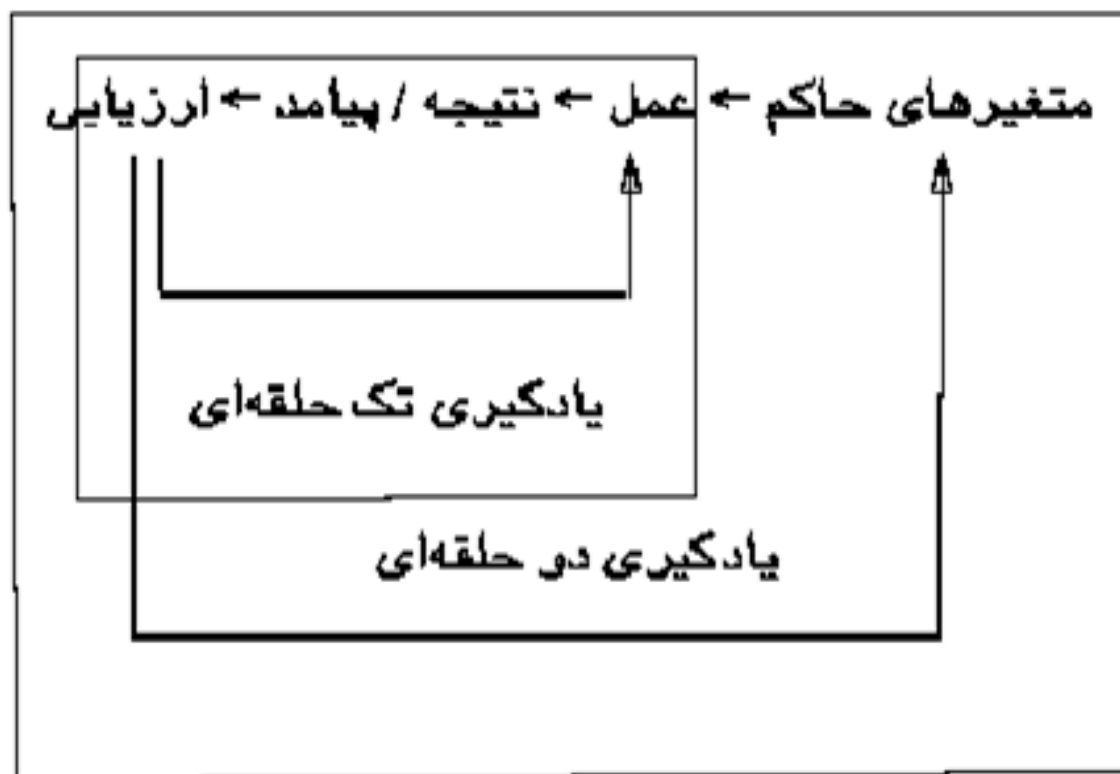 متغیرهای حاکم ← عمل ← نتیجه / پیامد ← ارزیابی
یادگیری تک حلقه‌ای
یادگیری دو حلقه‌ای